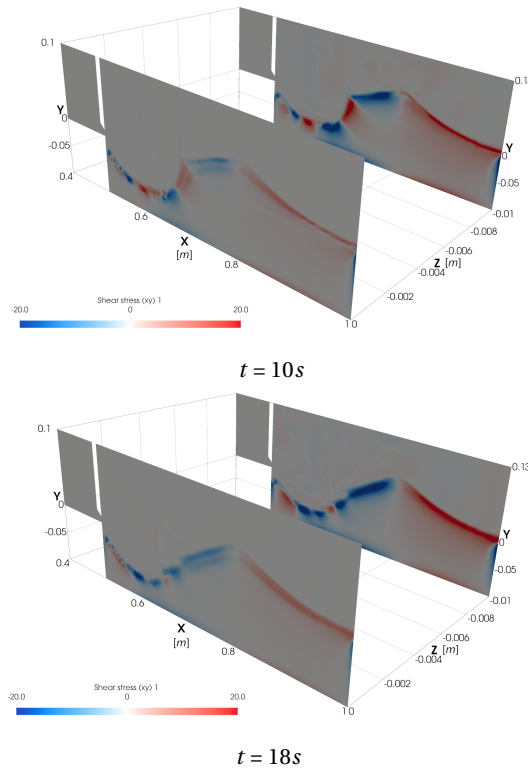 0.1
Y
0
-0.05
0.4
0.6
X
[m]
0.8
1.0
0.1
Y
0
-0.05
-0.01
-0.008
-0.006
Z [m]
-0.004
-0.002
Shear stress (xy) 1
-20.0 0 20.0
t = 10s
0.1
Y
0
-0.05
0.4
0.6
X
[m]
0.8
1.0
0.13
Y
0
-0.05
-0.01
-0.008
-0.006
Z [m]
-0.004
-0.002
Shear stress (xy) 1
-20.0 0 20.0
t = 18s